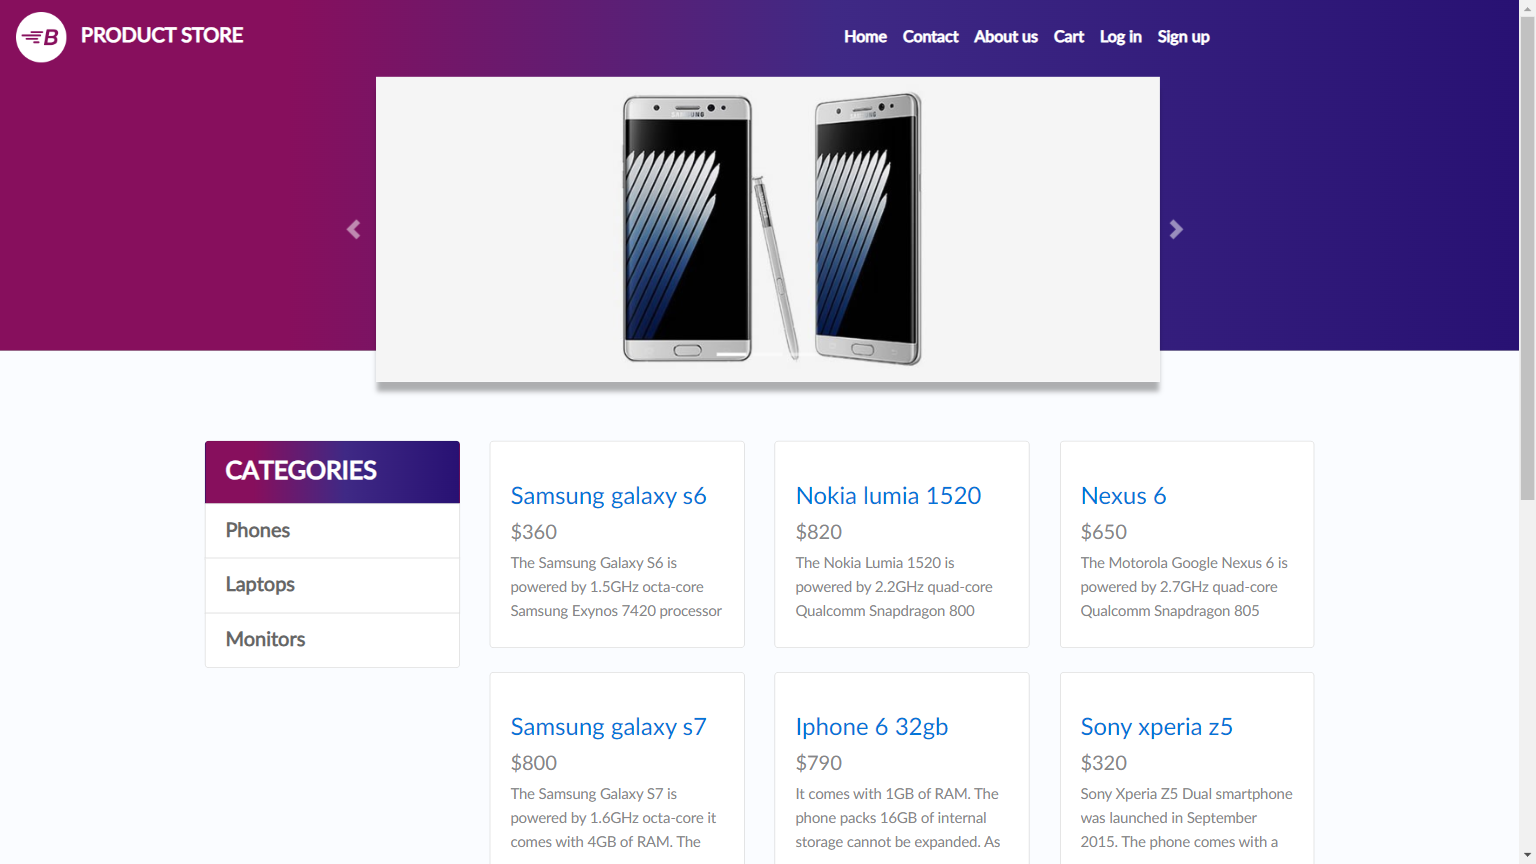 B PRODUCT STORE
Home Contact About us Cart Log in Sign up
SAMSUNG
CATEGORIES
Phones
Laptops
Monitors
Samsung galaxy s6
$360
The Samsung Galaxy S6 is
powered by 1.5GHz octa-core
Samsung Exynos 7420 processor
Nokia lumia 1520
$820
The Nokia Lumia 1520 is
powered by 2.2GHz quad-core
Qualcomm Snapdragon 800
Nexus 6
$650
The Motorola Google Nexus 6 is
powered by 2.7GHz quad-core
Qualcomm Snapdragon 805
Samsung galaxy s7
$800
The Samsung Galaxy S7 is
powered by 1.6GHz octa-core it
comes with 4GB of RAM. The
Iphone 6 32gb
$790
It comes with 1GB of RAM. The
phone packs 16GB of internal
storage cannot be expanded. As
Sony xperia z5
$320
Sony Xperia Z5 Dual smartphone
was launched in September
2015. The phone comes with a